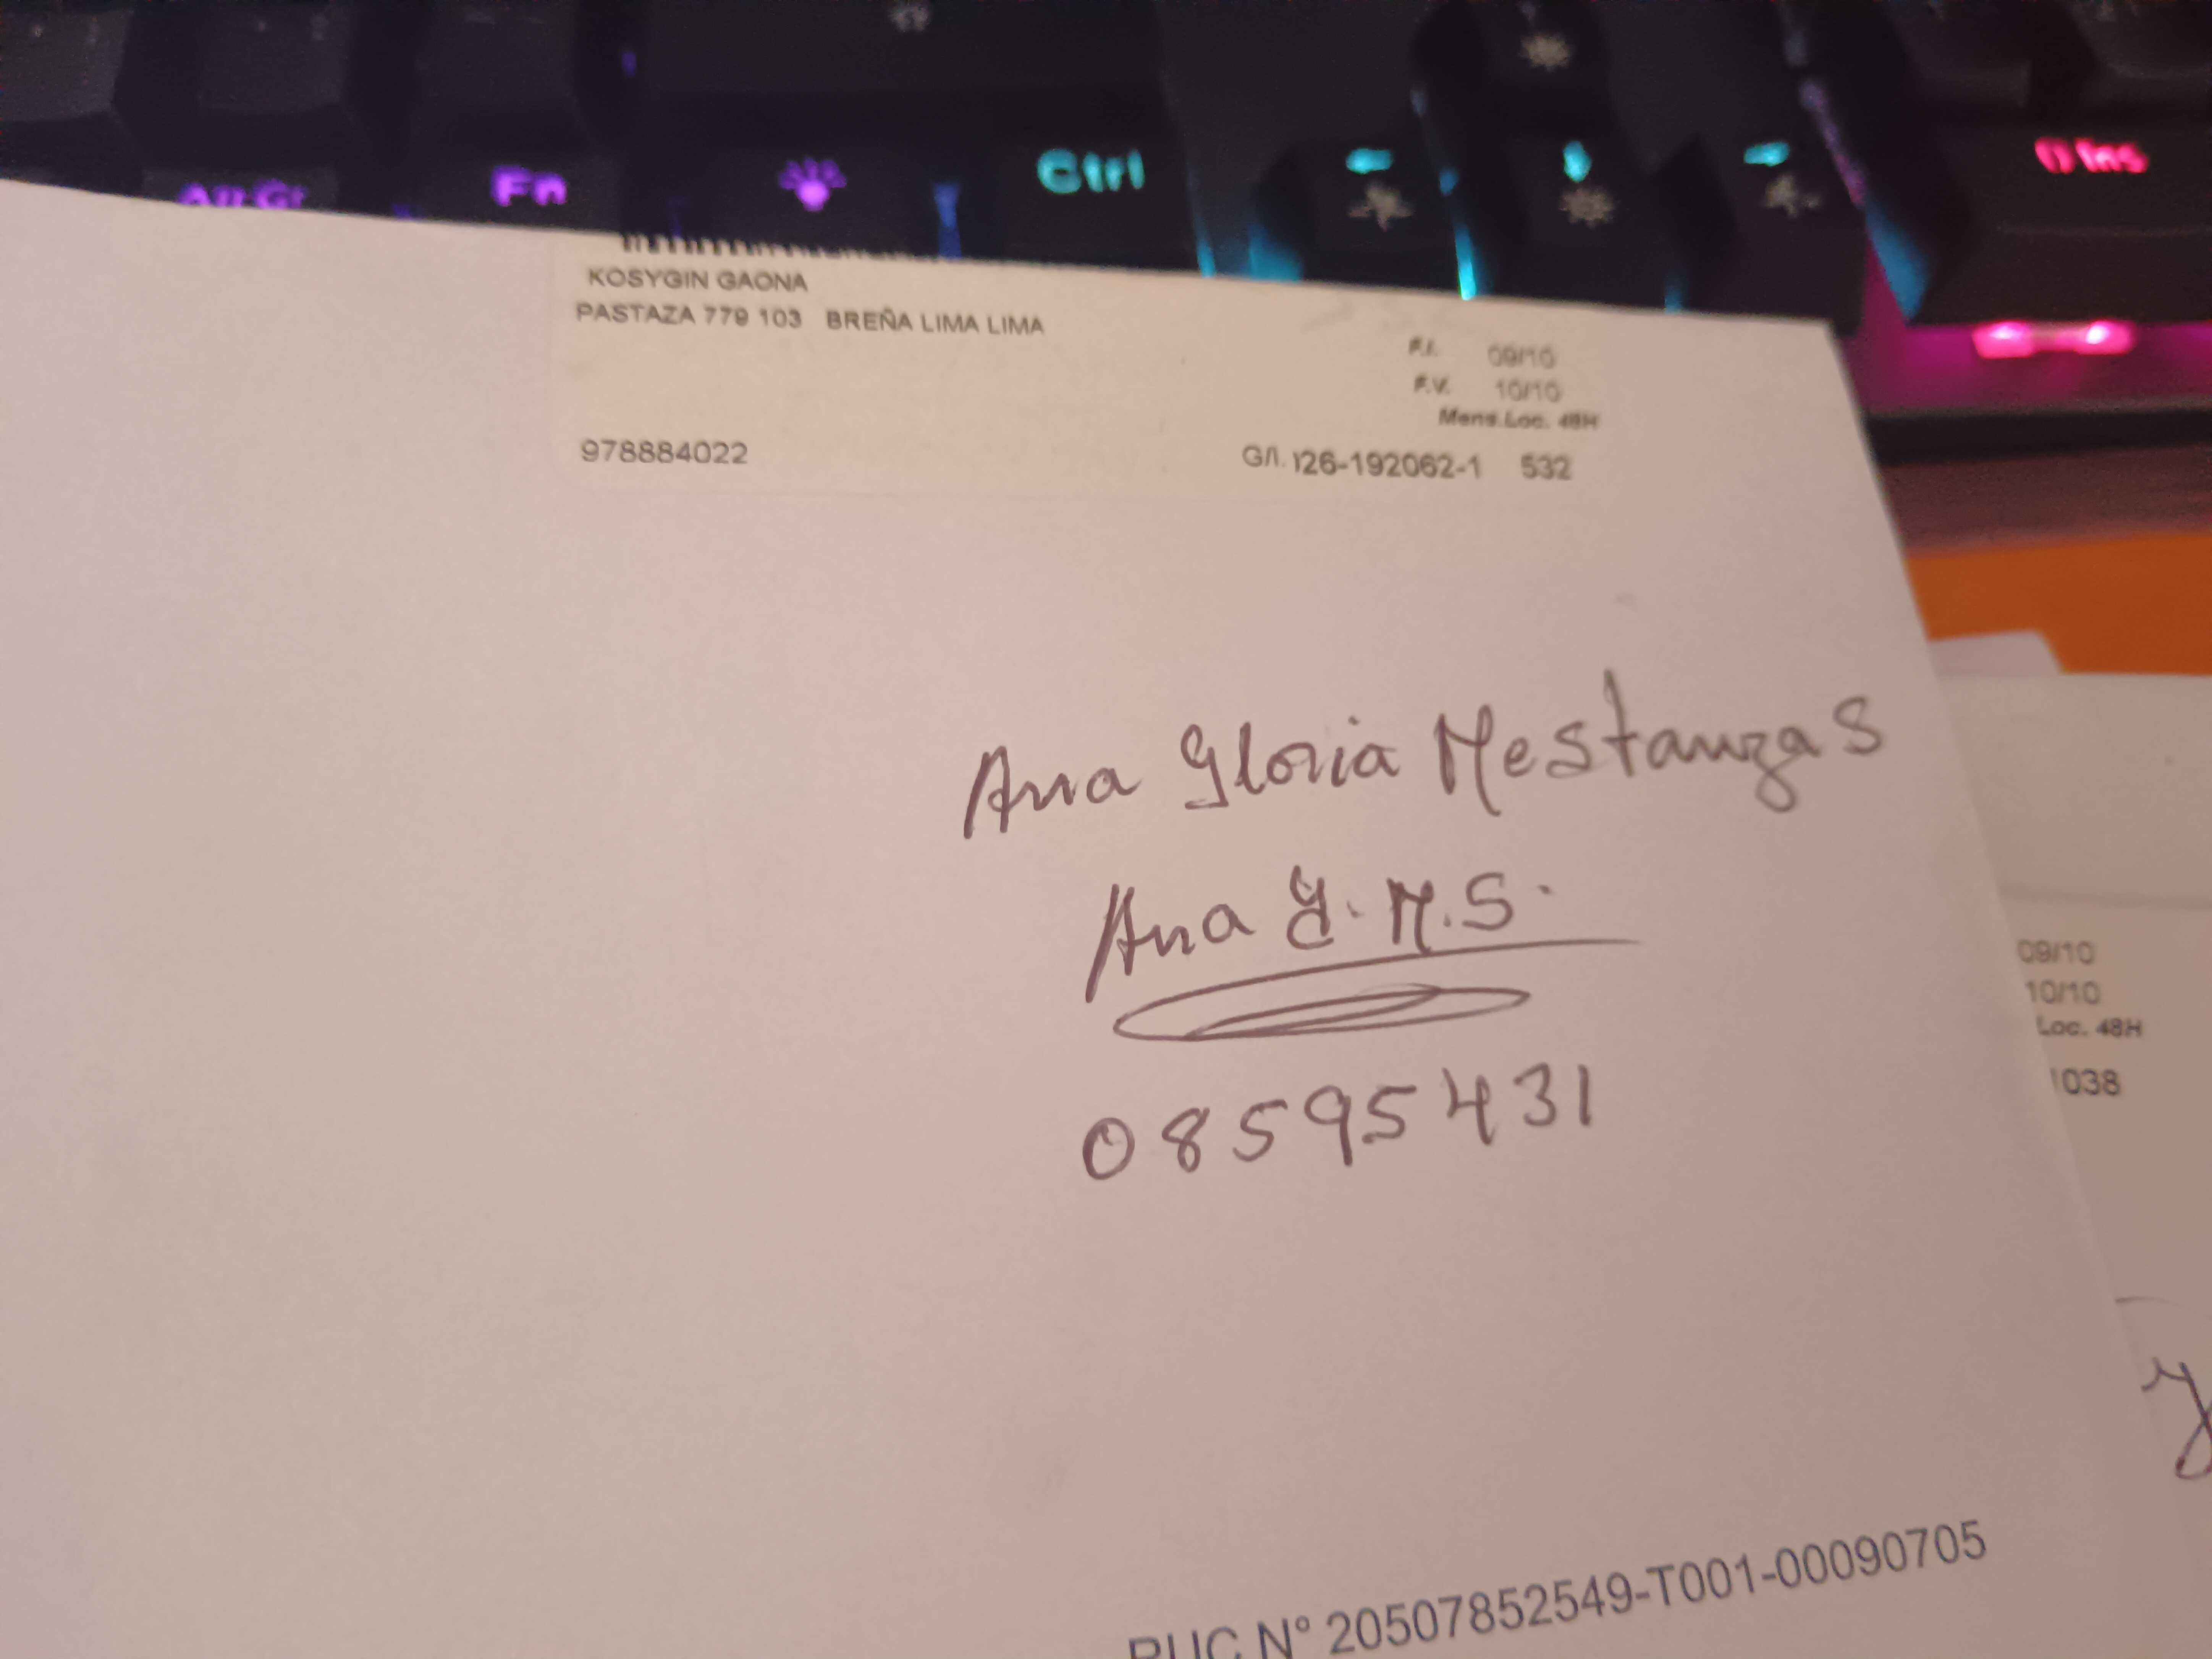 Alt Gr
Fn
Ctrl
0 Ins
KOSYGIN GAONA
PASTAZA 779 103 BREÑA LIMA LIMA
F.I. 09/10
F.V. 10/10
Mens.Loc. 48H
978884022 G/I. 026-192062-1 532
Ana Gloria Mestanza S
Ana G. M. S.
08595431
09/10
10/10
Loc. 48H
1038
y
RUC N° 20507852549-T001-00090705